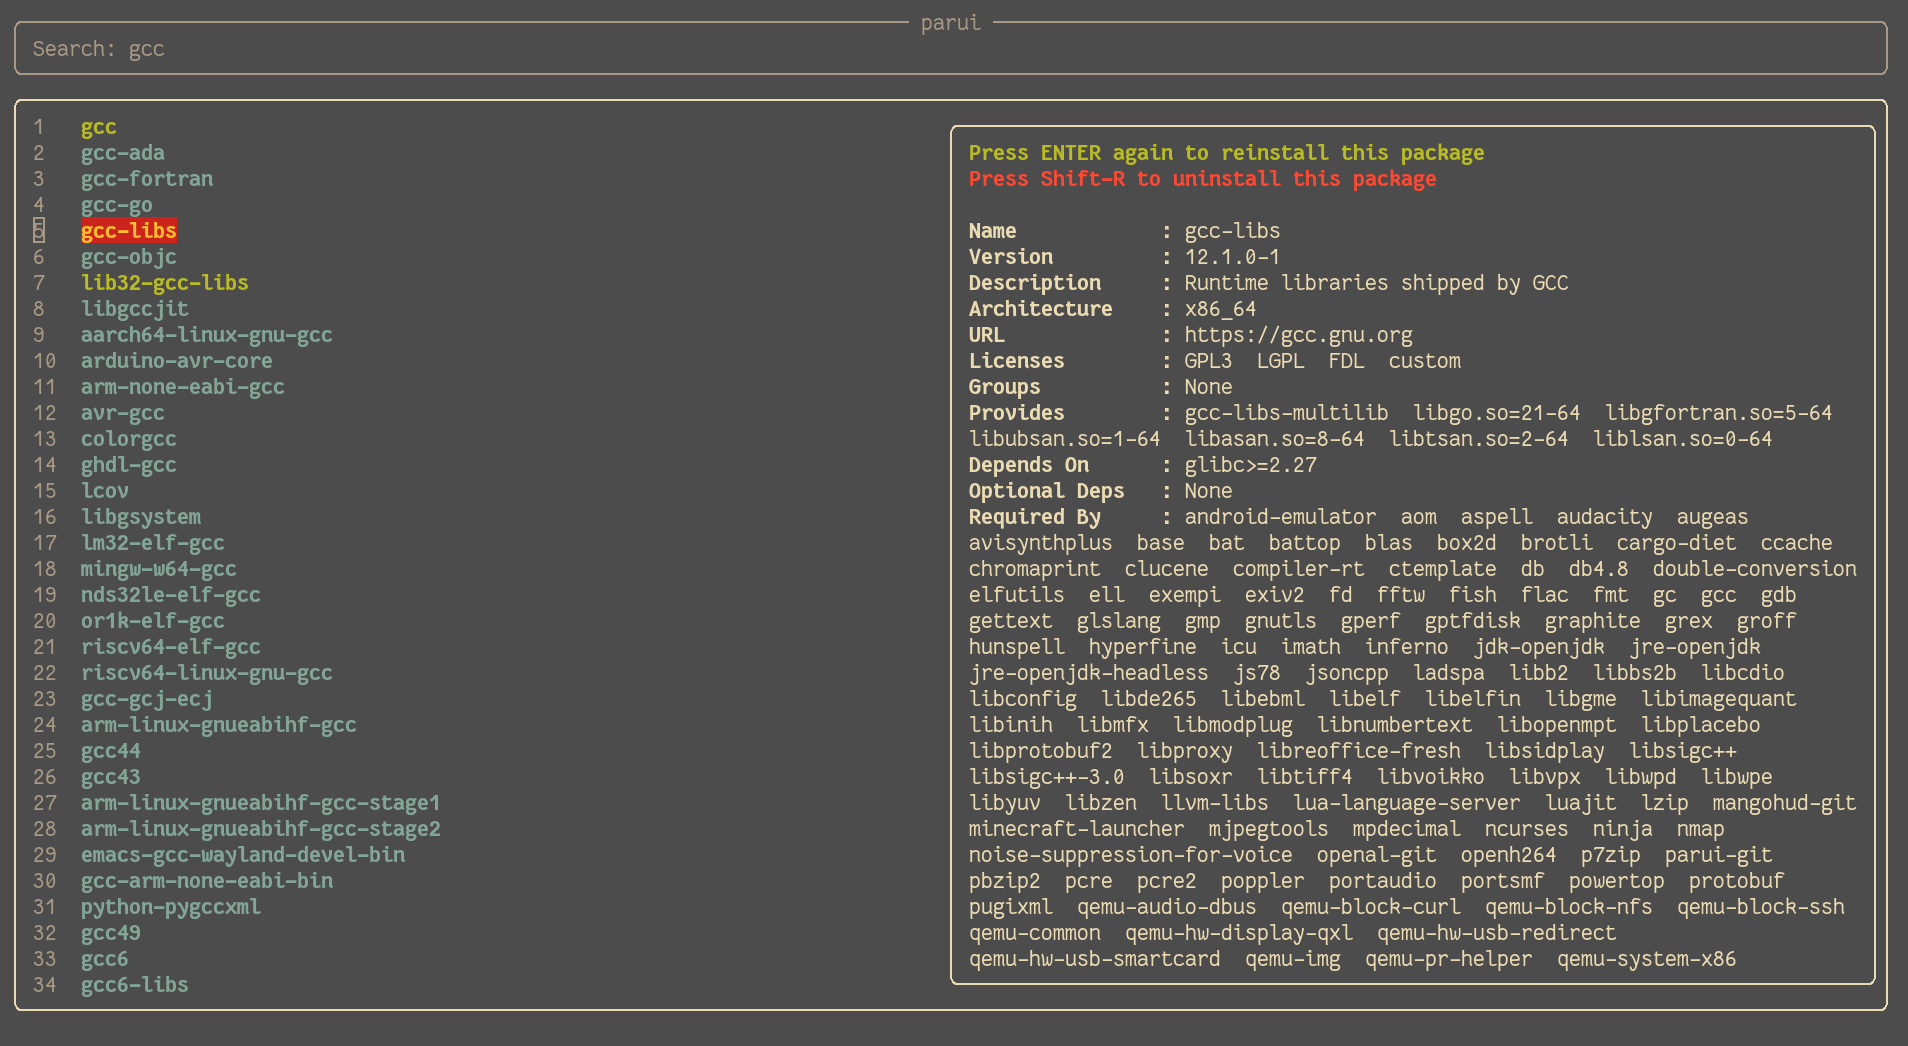 parui
Search: gcc
1 gcc
2 gcc-ada
3 gcc-fortran
4 gcc-go
5 gcc-libs
6 gcc-objc
7 lib32-gcc-libs
8 libgccjit
9 aarch64-linux-gnu-gcc
10 arduino-avr-core
11 arm-none-eabi-gcc
12 avr-gcc
13 colorgcc
14 ghdl-gcc
15 lcov
16 libgsystem
17 lm32-elf-gcc
18 mingw-w64-gcc
19 nds32le-elf-gcc
20 or1k-elf-gcc
21 riscv64-elf-gcc
22 riscv64-linux-gnu-gcc
23 gcc-gcj-ecj
24 arm-linux-gnueabihf-gcc
25 gcc44
26 gcc43
27 arm-linux-gnueabihf-gcc-stage1
28 arm-linux-gnueabihf-gcc-stage2
29 emacs-gcc-wayland-devel-bin
30 gcc-arm-none-eabi-bin
31 python-pygccxml
32 gcc49
33 gcc6
34 gcc6-libs
Press ENTER again to reinstall this package
Press Shift-R to uninstall this package
Name : gcc-libs
Version : 12.1.0-1
Description : Runtime libraries shipped by GCC
Architecture : x86_64
URL : https://gcc.gnu.org
Licenses : GPL3 LGPL FDL custom
Groups : None
Provides : gcc-libs-multilib libgo.so=21-64 libgfortran.so=5-64
libubsan.so=1-64 libasan.so=8-64 libtsan.so=2-64 liblsan.so=0-64
Depends On : glibc>=2.27
Optional Deps : None
Required By : android-emulator aom aspell audacity augeas
avisynthplus base bat battop blas box2d brotli cargo-diet ccache
chromaprint clucene compiler-rt ctemplate db db4.8 double-conversion
elfutils ell exempi exiv2 fd fftw fish flac fmt gc gcc gdb
gettext glslang gmp gnutls gperf gptfdisk graphite grex groff
hunspell hyperfine icu imath inferno jdk-openjdk jre-openjdk
jre-openjdk-headless js78 jsoncpp ladspa libb2 libbs2b libcdio
libconfig libde265 libebml libelf libelfin libgme libimagequant
libinih libmfx libmodplug libnumbertext libopenmpt libplacebo
libprotobuf2 libproxy libreoffice-fresh libsidplay libsigc++
libsigc++-3.0 libsoxr libtiff4 libvoikko libvpx libwpd libwpe
libyuv libzen llvm-libs lua-language-server luajit lzip mangohud-git
minecraft-launcher mjpegtools mpdecimal ncurses ninja nmap
noise-suppression-for-voice openal-git openh264 p7zip parui-git
pbzip2 pcre pcre2 poppler portaudio portsmf powertop protobuf
pugixml qemu-audio-dbus qemu-block-curl qemu-block-nfs qemu-block-ssh
qemu-common qemu-hw-display-qxl qemu-hw-usb-redirect
qemu-hw-usb-smartcard qemu-img qemu-pr-helper qemu-system-x86